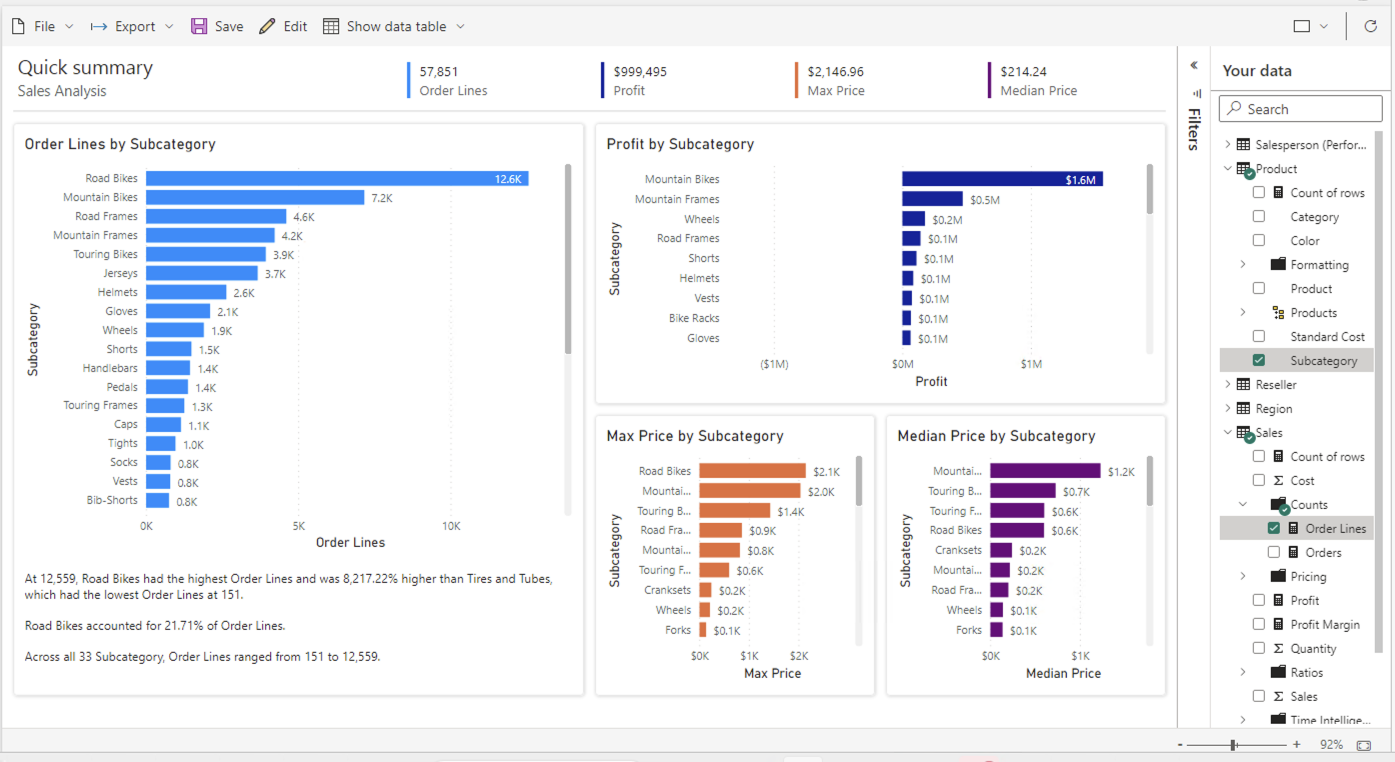 File Export Save Edit Show data table
Quick summary
Sales Analysis
57,851
Order Lines
$999,495
Profit
$2,146.96
Max Price
$214.24
Median Price
Order Lines by Subcategory
Subcategory
Road Bikes 12.6K
Mountain Bikes 7.2K
Road Frames 4.6K
Mountain Frames 4.2K
Touring Bikes 3.9K
Jerseys 3.7K
Helmets 2.6K
Gloves 2.1K
Wheels 1.9K
Shorts 1.5K
Handlebars 1.4K
Pedals 1.4K
Touring Frames 1.3K
Caps 1.1K
Tights 1.0K
Socks 0.8K
Vests 0.8K
Bib-Shorts 0.8K
0K 5K 10K
Order Lines
At 12,559, Road Bikes had the highest Order Lines and was 8,217.22% higher than Tires and Tubes,
which had the lowest Order Lines at 151.
Road Bikes accounted for 21.71% of Order Lines.
Across all 33 Subcategory, Order Lines ranged from 151 to 12,559.
Profit by Subcategory
Subcategory
Mountain Bikes $1.6M
Mountain Frames $0.5M
Wheels $0.2M
Road Frames $0.1M
Shorts $0.1M
Helmets $0.1M
Vests $0.1M
Bike Racks $0.1M
Gloves $0.1M
($1M) $0M $1M
Profit
Max Price by Subcategory
Subcategory
Road Bikes $2.1K
Mountai... $2.0K
Touring B... $1.4K
Road Fra... $0.9K
Mountai... $0.8K
Touring F... $0.6K
Cranksets $0.2K
Wheels $0.2K
Forks $0.1K
$0K $1K $2K
Max Price
Median Price by Subcategory
Subcategory
Mountai... $1.2K
Touring B... $0.7K
Touring F... $0.6K
Road Bikes $0.6K
Cranksets $0.2K
Mountai... $0.2K
Road Fra... $0.2K
Wheels $0.1K
Forks $0.1K
$0K $1K
Median Price
Filters
Your data
Search
Salesperson (Perfor...
Product
Count of rows
Category
Color
Formatting
Product
Products
Standard Cost
Subcategory
Reseller
Region
Sales
Count of rows
Σ Cost
Counts
Order Lines
Orders
Pricing
Profit
Profit Margin
Σ Quantity
Ratios
Σ Sales
Time Intellige...
- + 92%